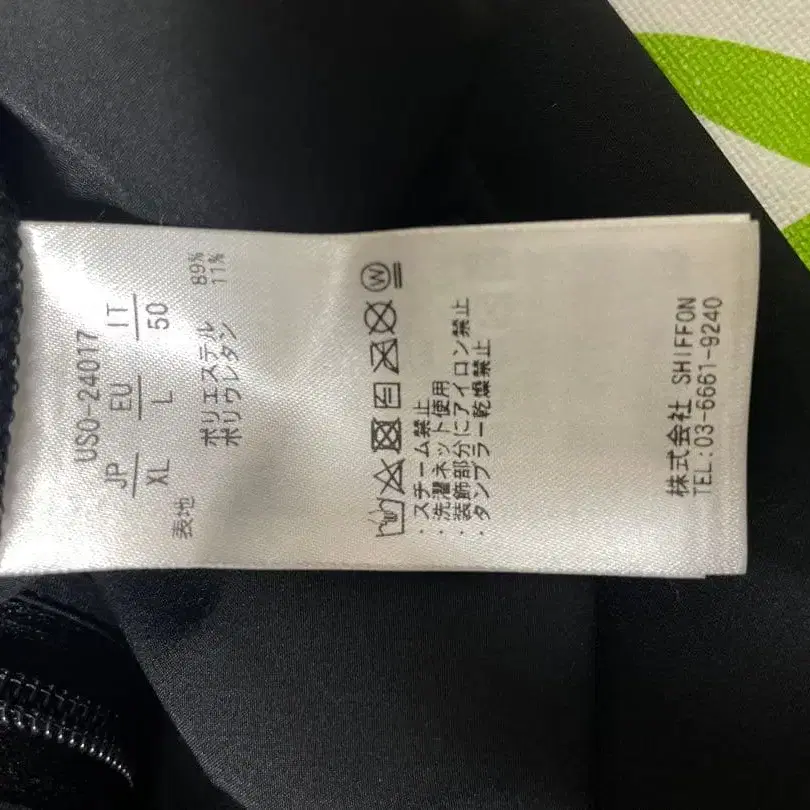 USO-24017
JP EU IT
XL L 50
表地
ポリエステル 89%
ポリウレタン 11%
W
・スチーム禁止
・洗濯ネット使用
・装飾部分にアイロン禁止
・タンブラー乾燥禁止
株式会社 SHIFFON
TEL:03-6661-9240